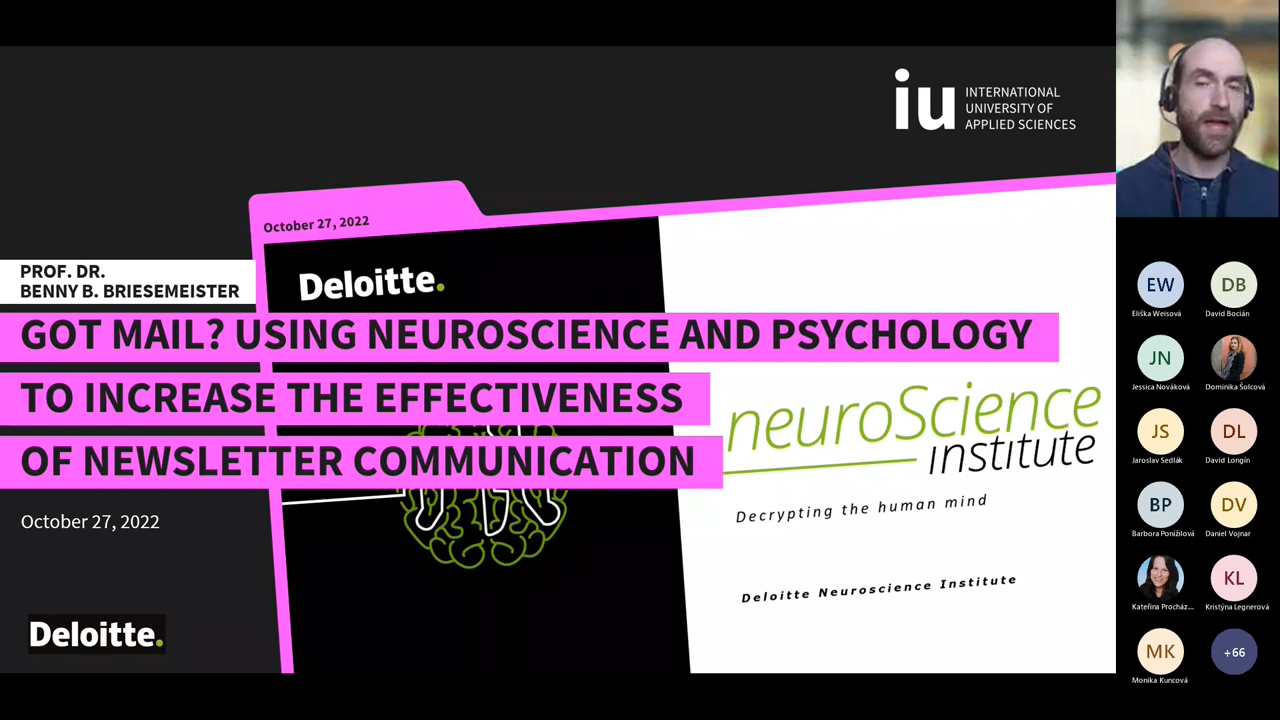 iu
INTERNATIONAL
UNIVERSITY OF
APPLIED SCIENCES
October 27, 2022
Deloitte.
PROF. DR.
BENNY B. BRIESEMEISTER
GOT MAIL? USING NEUROSCIENCE AND PSYCHOLOGY
TO INCREASE THE EFFECTIVENESS
OF NEWSLETTER COMMUNICATION
October 27, 2022
neuroScience
institute
Decrypting the human mind
Deloitte Neuroscience Institute
Deloitte.
EW
Eliška Weisová
DB
David Bocián
JN
Jessica Nováková
Dominika Šolcová
JS
Jaroslav Sedlák
DL
David Longin
BP
Barbora Ponížilová
DV
Daniel Vojnar
Kateřina Procház...
KL
Kristýna Legnerová
MK
Monika Kuncová
+66